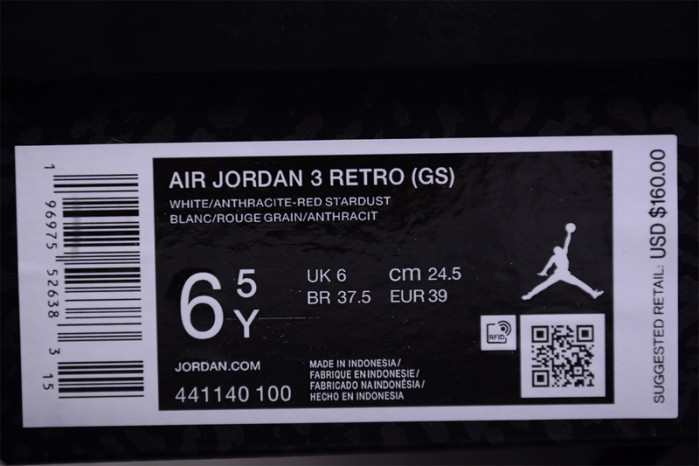 AIR JORDAN 3 RETRO (GS)
WHITE/ANTHRACITE-RED STARDUST
BLANC/ROUGE GRAIN/ANTHRACIT
6 5 Y
UK 6 cm 24.5
BR 37.5 EUR 39
JORDAN.COM
441140 100
MADE IN INDONESIA/
FABRIQUE EN INDONESIE/
FABRICADO NA INDONÉSIA/
HECHO EN INDONESIA
RFID
SUGGESTED RETAIL: USD $160.00
1 96975 52638 3 15